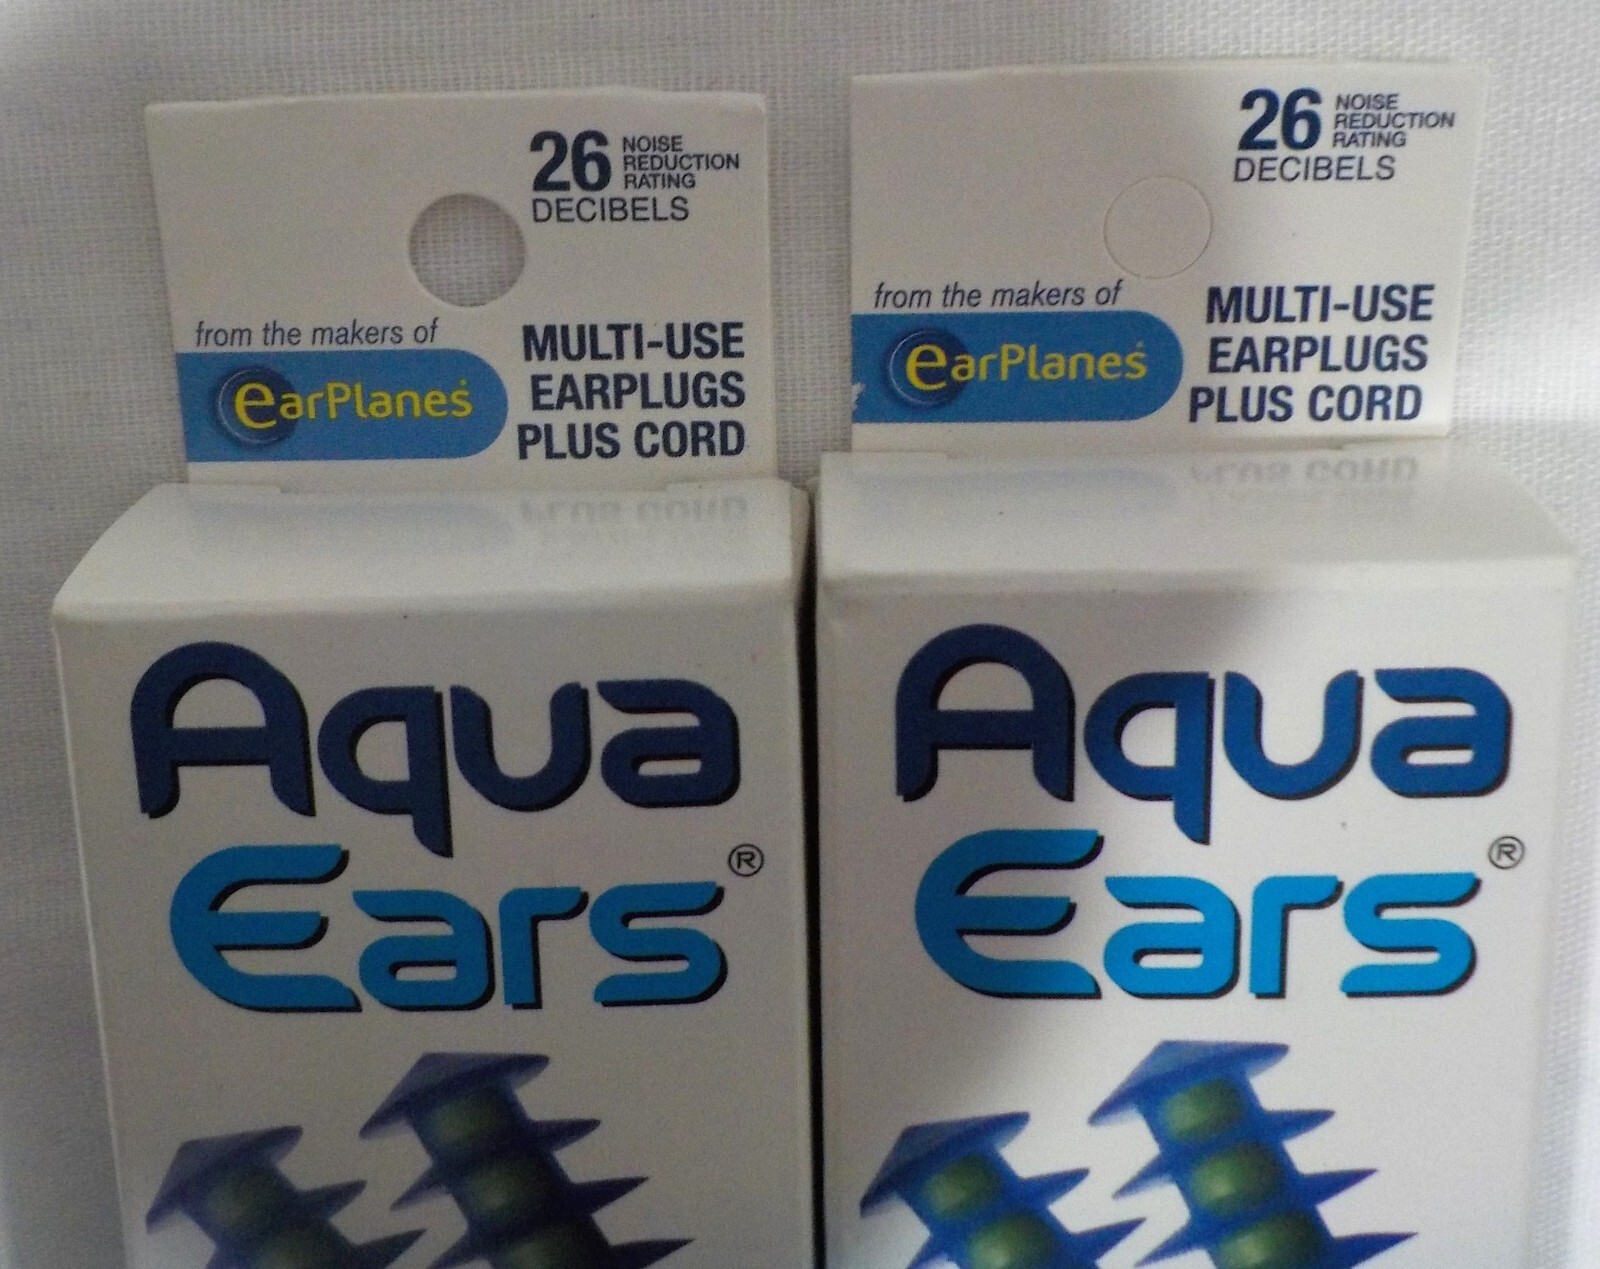 26 NOISE
REDUCTION
RATING
DECIBELS
from the makers of
earPlanes
MULTI-USE
EARPLUGS
PLUS CORD
Aqua
Ears®
26 NOISE
REDUCTION
RATING
DECIBELS
from the makers of
earPlanes
MULTI-USE
EARPLUGS
PLUS CORD
Aqua
Ears®